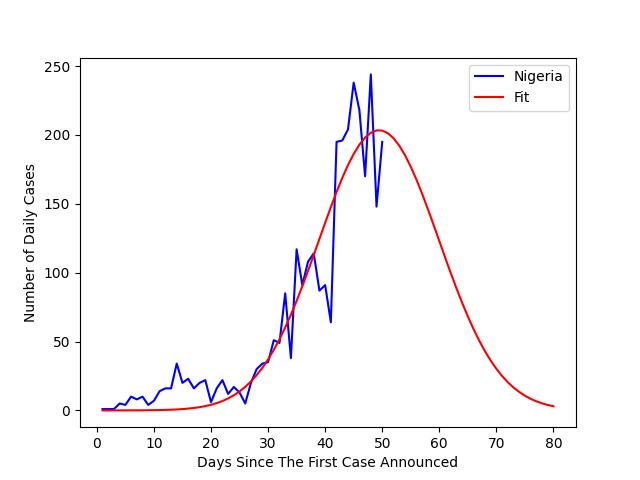 250
200
150
100
50
0
0 10 20 30 40 50 60 70 80
Number of Daily Cases
Days Since The First Case Announced
Nigeria
Fit